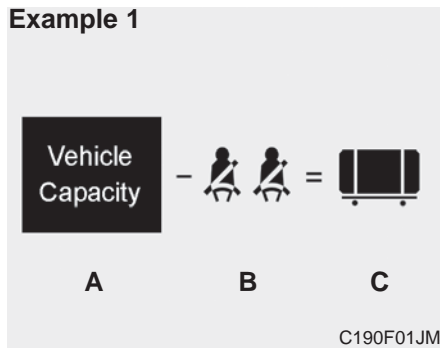 Example 1
Vehicle
Capacity
- =
A B C
C190F01JM